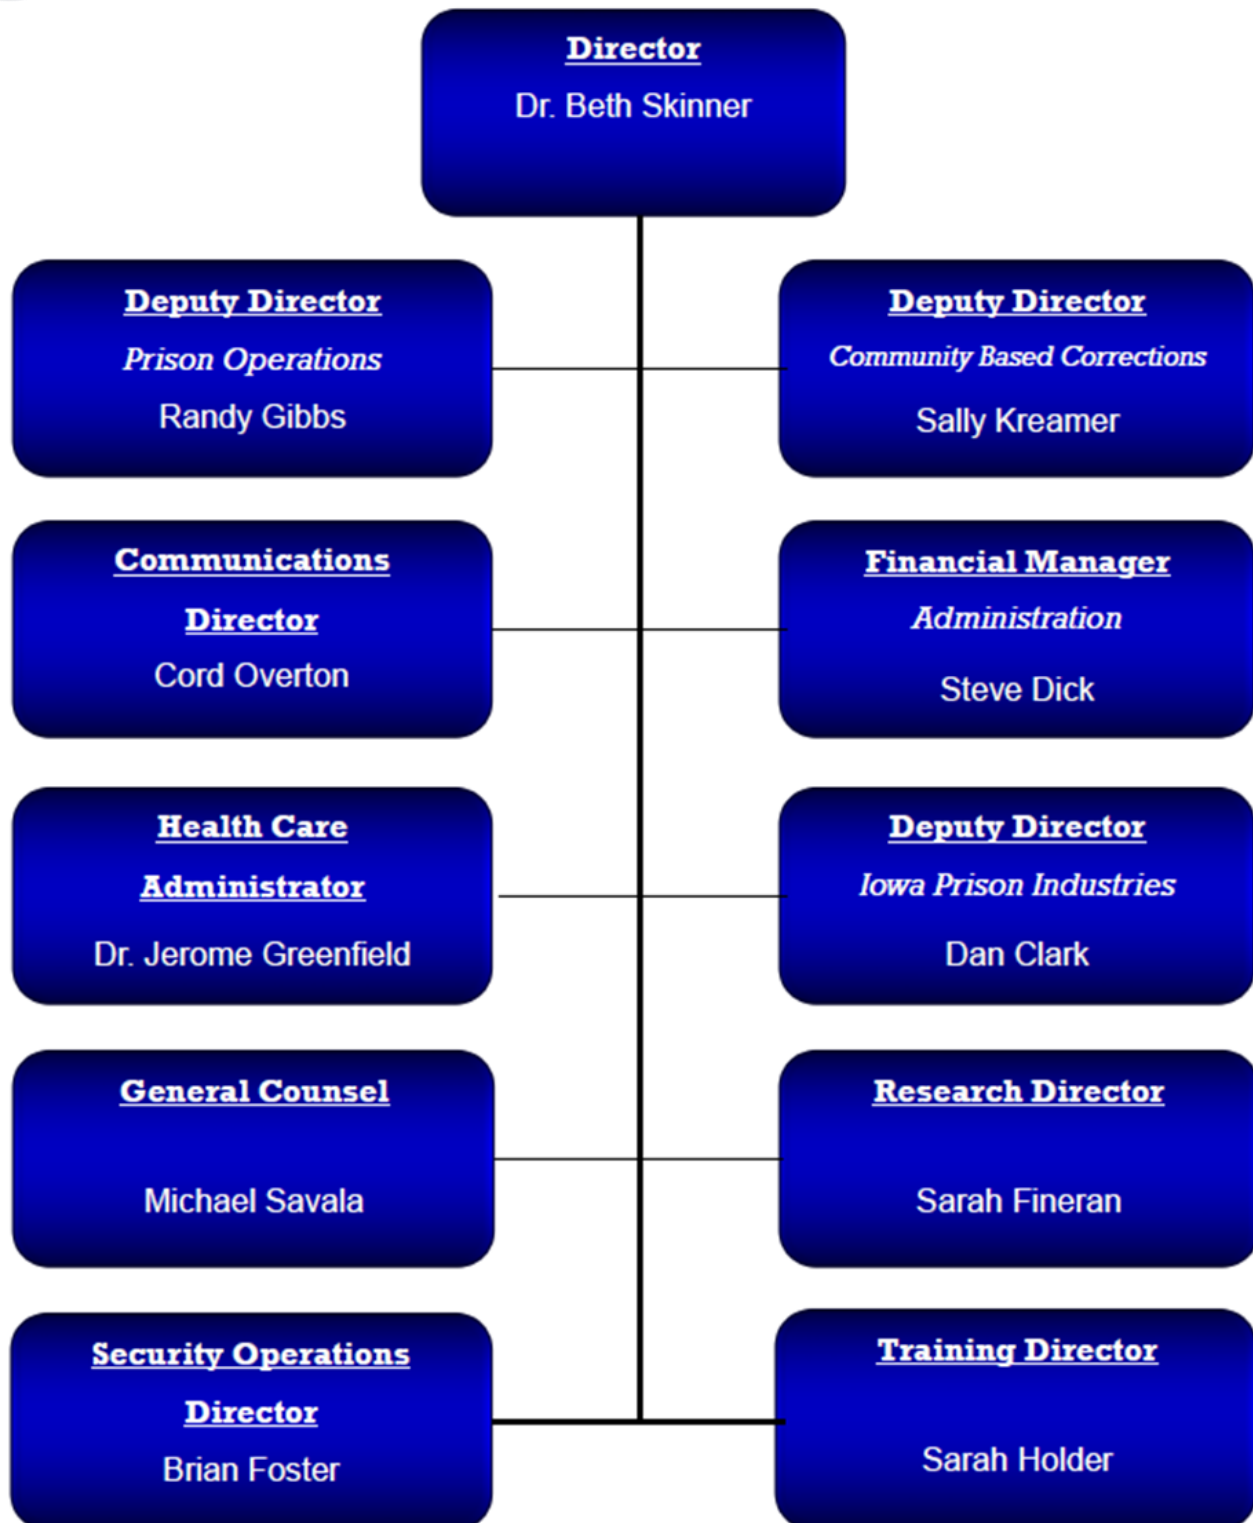 Director
Dr. Beth Skinner
Deputy Director
Prison Operations
Randy Gibbs
Deputy Director
Community Based Corrections
Sally Kreamer
Communications
Director
Cord Overton
Financial Manager
Administration
Steve Dick
Health Care
Administrator
Dr. Jerome Greenfield
Deputy Director
Iowa Prison Industries
Dan Clark
General Counsel
Michael Savala
Research Director
Sarah Fineran
Security Operations
Director
Brian Foster
Training Director
Sarah Holder